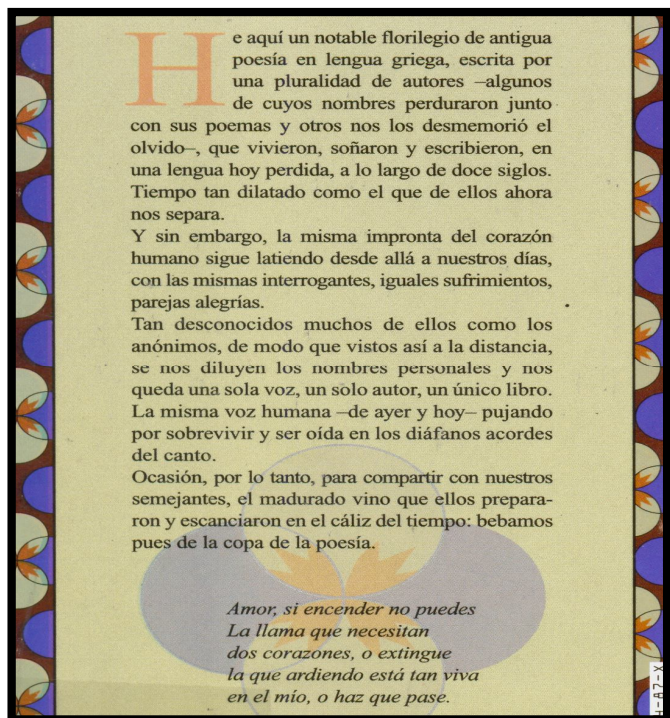 He aquí un notable florilegio de antigua
poesía en lengua griega, escrita por
una pluralidad de autores –algunos
de cuyos nombres perduraron junto
con sus poemas y otros nos los desmemorió el
olvido–, que vivieron, soñaron y escribieron, en
una lengua hoy perdida, a lo largo de doce siglos.
Tiempo tan dilatado como el que de ellos ahora
nos separa.
Y sin embargo, la misma impronta del corazón
humano sigue latiendo desde allá a nuestros días,
con las mismas interrogantes, iguales sufrimientos,
parejas alegrías.
Tan desconocidos muchos de ellos como los
anónimos, de modo que vistos así a la distancia,
se nos diluyen los nombres personales y nos
queda una sola voz, un solo autor, un único libro.
La misma voz humana –de ayer y hoy– pujando
por sobrevivir y ser oída en los diáfanos acordes
del canto.
Ocasión, por lo tanto, para compartir con nuestros
semejantes, el madurado vino que ellos prepara-
ron y escanciaron en el cáliz del tiempo: bebamos
pues de la copa de la poesía.
Amor, si encender no puedes
La llama que necesitan
dos corazones, o extingue
la que ardiendo está tan viva
en el mío, o haz que pase.